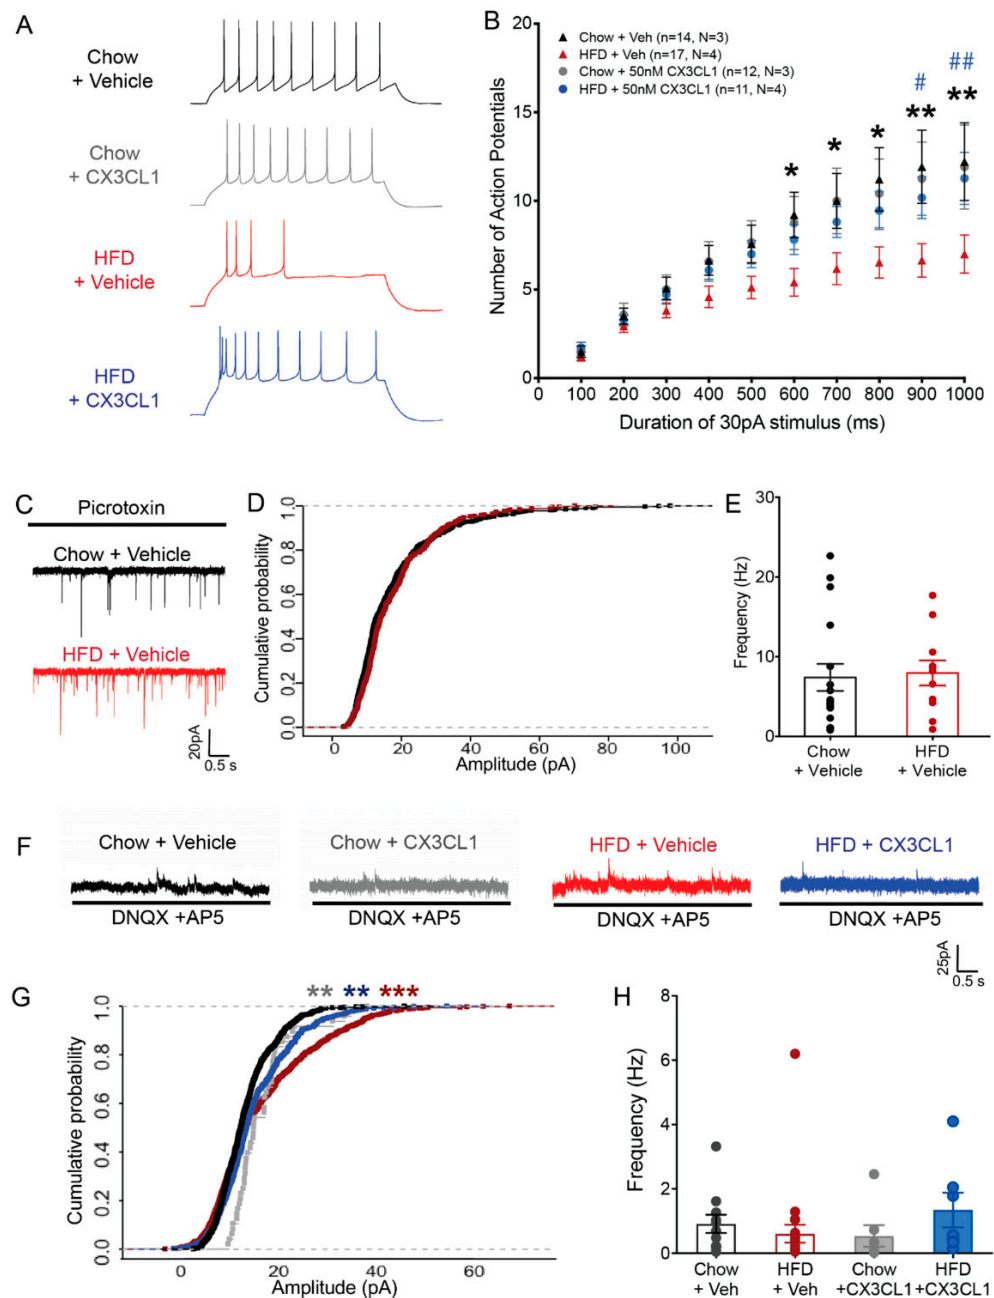 A
Chow
+ Vehicle
Chow
+ CX3CL1
HFD
+ Vehicle
HFD
+ CX3CL1
B
Number of Action Potentials
20
15
10
5
0
▲ Chow + Veh (n=14, N=3)
▲ HFD + Veh (n=17, N=4)
● Chow + 50nM CX3CL1 (n=12, N=3)
● HFD + 50nM CX3CL1 (n=11, N=4)
* * * ** **
# ##
0 100 200 300 400 500 600 700 800 900 1000
Duration of 30pA stimulus (ms)
C
Picrotoxin
Chow + Vehicle
HFD + Vehicle
20pA
0.5 s
D
Cumulative probability
1.0
0.8
0.6
0.4
0.2
0.0
0 20 40 60 80 100
Amplitude (pA)
E
Frequency (Hz)
30
20
10
0
Chow HFD
+ Vehicle + Vehicle
F
Chow + Vehicle
DNQX +AP5
Chow + CX3CL1
DNQX +AP5
HFD + Vehicle
DNQX +AP5
HFD + CX3CL1
DNQX +AP5
25pA
0.5 s
G
** ** ***
Cumulative probability
1.0
0.8
0.6
0.4
0.2
0.0
0 20 40 60
Amplitude (pA)
H
Frequency (Hz)
8
6
4
2
0
Chow HFD Chow HFD
+ Veh + Veh +CX3CL1 +CX3CL1